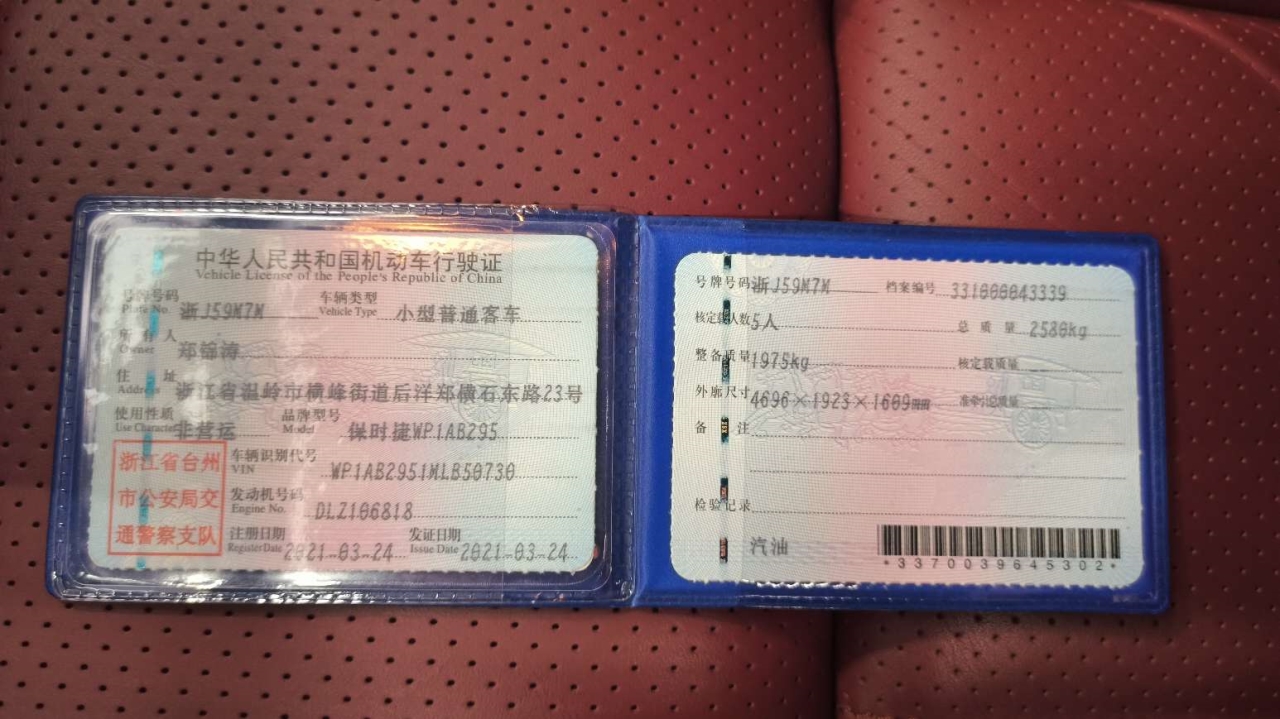 中华人民共和国机动车行驶证
Vehicle License of the People's Republic of China
号牌号码 浙J59M7M 车辆类型 小型普通客车
Plate No. Vehicle Type
所有人 郑锦涛
Owner
住址 浙江省温岭市横峰街道后洋郑横石东路23号
Address
使用性质 非营运 品牌型号 保时捷WP1AB295
Use Character Model
浙江省台州
市公安局交
通警察支队
车辆识别代号 WP1AB2951MLB50730
VIN
发动机号码 DLZ106818
Engine No.
注册日期 2021-03-24 发证日期 2021-03-24
Register Date Issue Date
号牌号码 浙J59M7M 档案编号 331000043339
核定载人数 5人 总质量 2580kg
整备质量 1975kg 核定载质量
外廓尺寸 4696×1923×1609mm 准牵引总质量
备注
检验记录
汽油
*3370039645302*